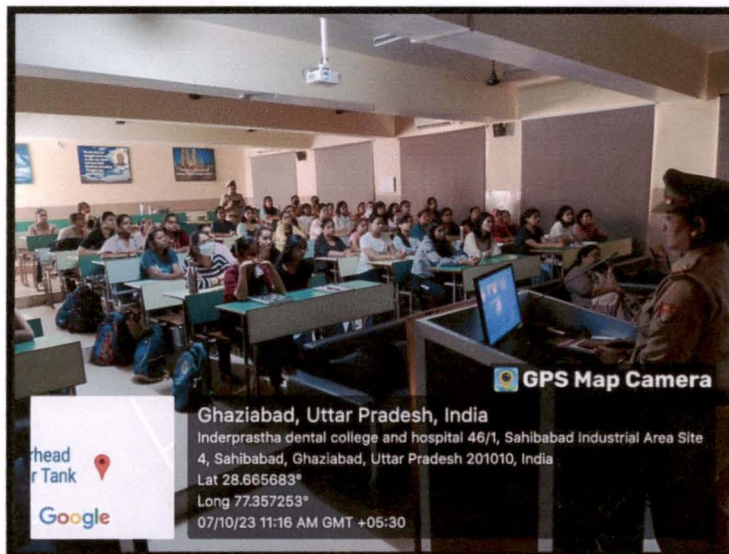 GPS Map Camera
rhead
r Tank
Google
Ghaziabad, Uttar Pradesh, India
Inderprastha dental college and hospital 46/1, Sahibabad Industrial Area Site
4, Sahibabad, Ghaziabad, Uttar Pradesh 201010, India
Lat 28.665683°
Long 77.357253°
07/10/23 11:16 AM GMT +05:30